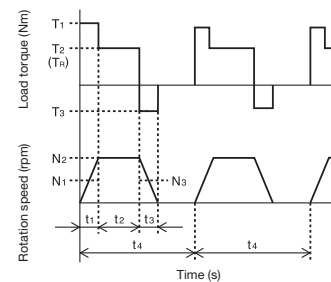 Load torque (Nm)
T1
T2
(TR)
T3
Rotation speed (rpm)
N2
N1
N3
t1
t2
t3
t4
t4
Time (s)